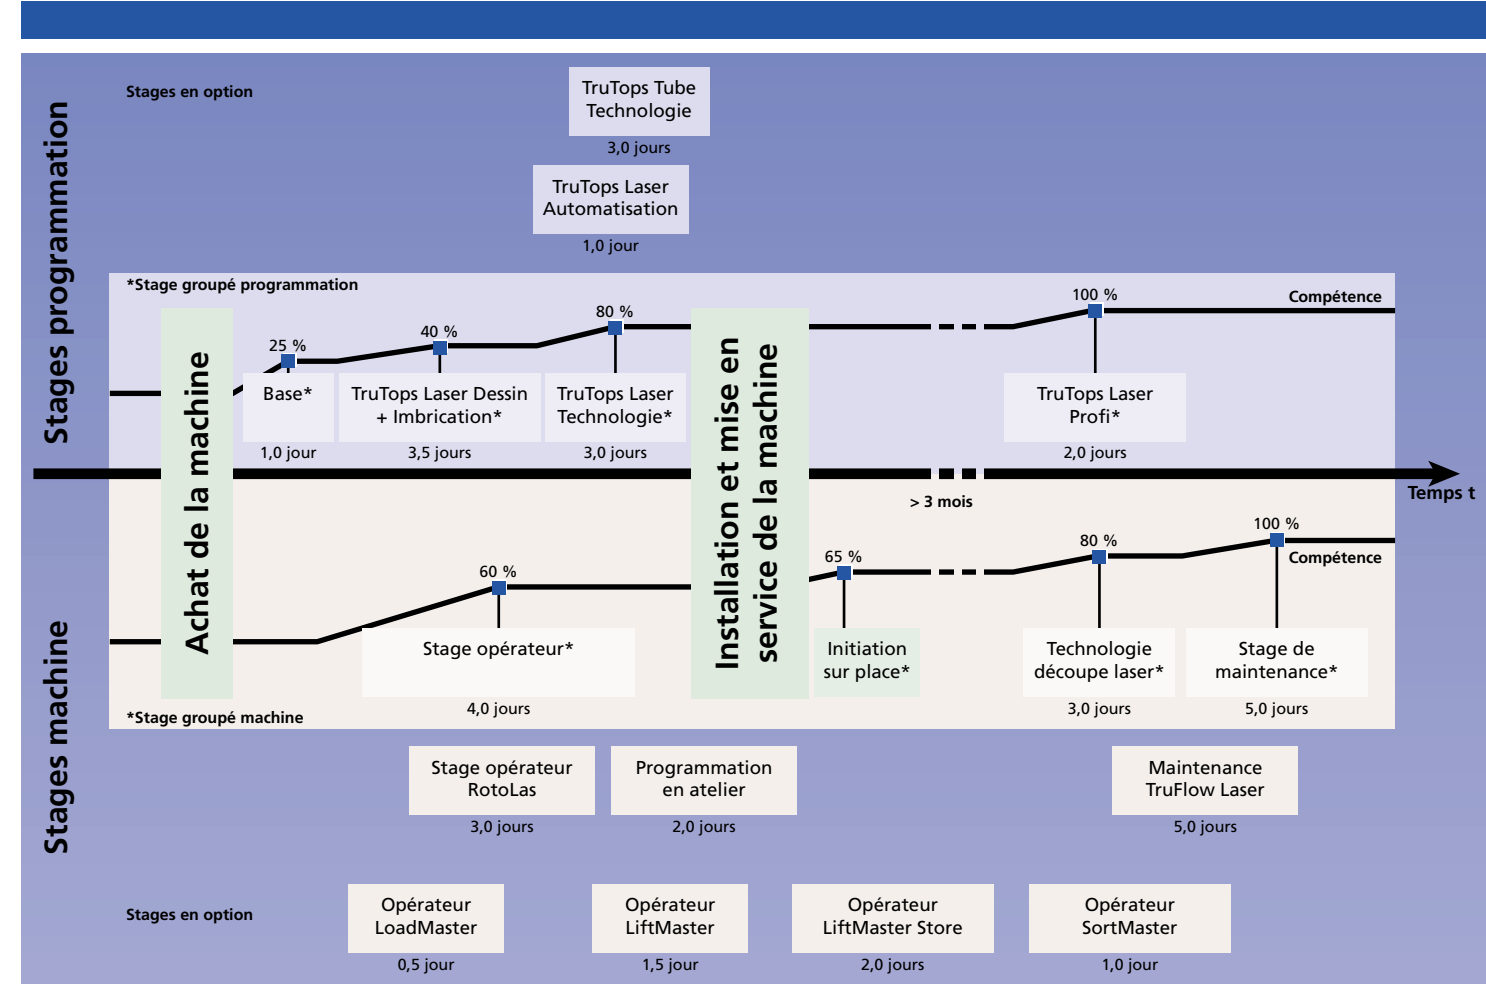 Stages programmation
Stages en option
TruTops Tube
Technologie
3,0 jours
TruTops Laser
Automatisation
1,0 jour
*Stage groupé programmation
Compétence
25 %
40 %
80 %
100 %
Base*
1,0 jour
TruTops Laser Dessin
+ Imbrication*
3,5 jours
TruTops Laser
Technologie*
3,0 jours
TruTops Laser
Profi*
2,0 jours
Achat de la machine
Installation et mise en
service de la machine
Temps t
> 3 mois
Stages machine
60 %
65 %
80 %
100 %
Compétence
Stage opérateur*
4,0 jours
Initiation
sur place*
Technologie
découpe laser*
3,0 jours
Stage de
maintenance*
5,0 jours
*Stage groupé machine
Stage opérateur
RotoLas
3,0 jours
Programmation
en atelier
2,0 jours
Maintenance
TruFlow Laser
5,0 jours
Stages en option
Opérateur
LoadMaster
0,5 jour
Opérateur
LiftMaster
1,5 jour
Opérateur
LiftMaster Store
2,0 jours
Opérateur
SortMaster
1,0 jour